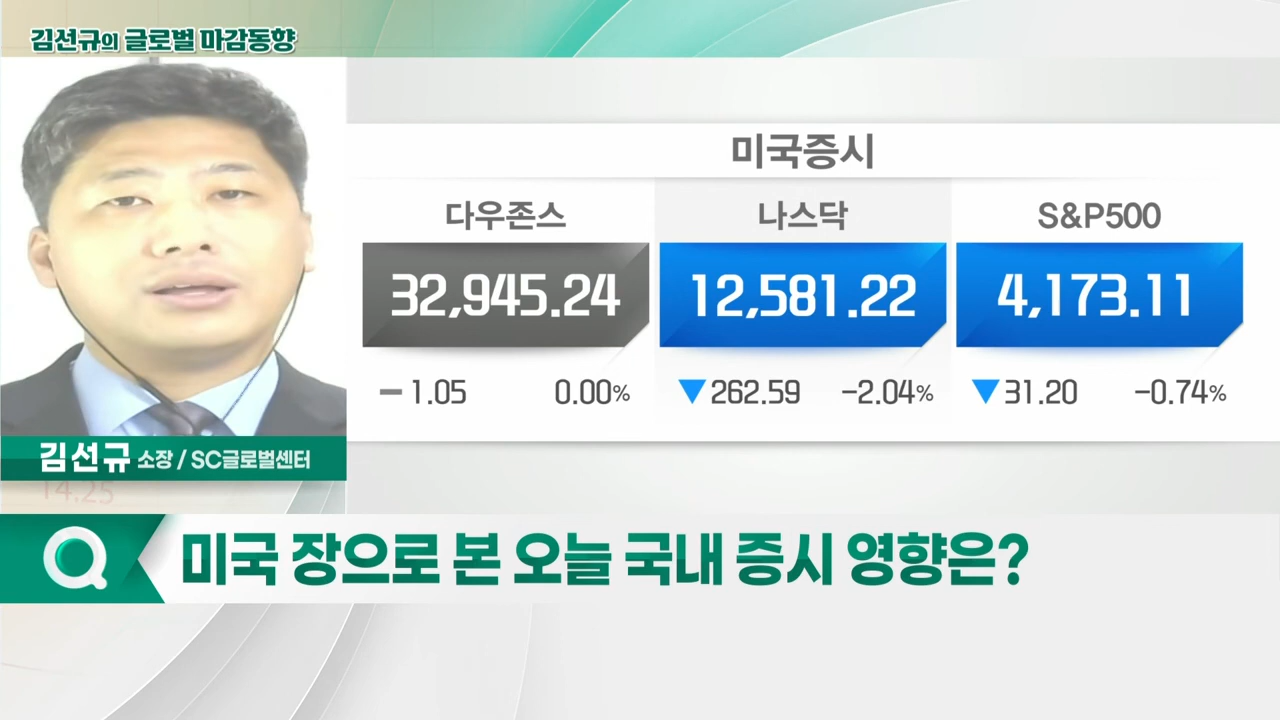 김선규의 글로벌 마감동향
미국증시
다우존스 나스닥 S&P500
32,945.24 12,581.22 4,173.11
1.05 0.00% ▼262.59 -2.04% ▼31.20 -0.74%
김선규 소장 / SC글로벌센터
14.25
Q 미국 장으로 본 오늘 국내 증시 영향은?